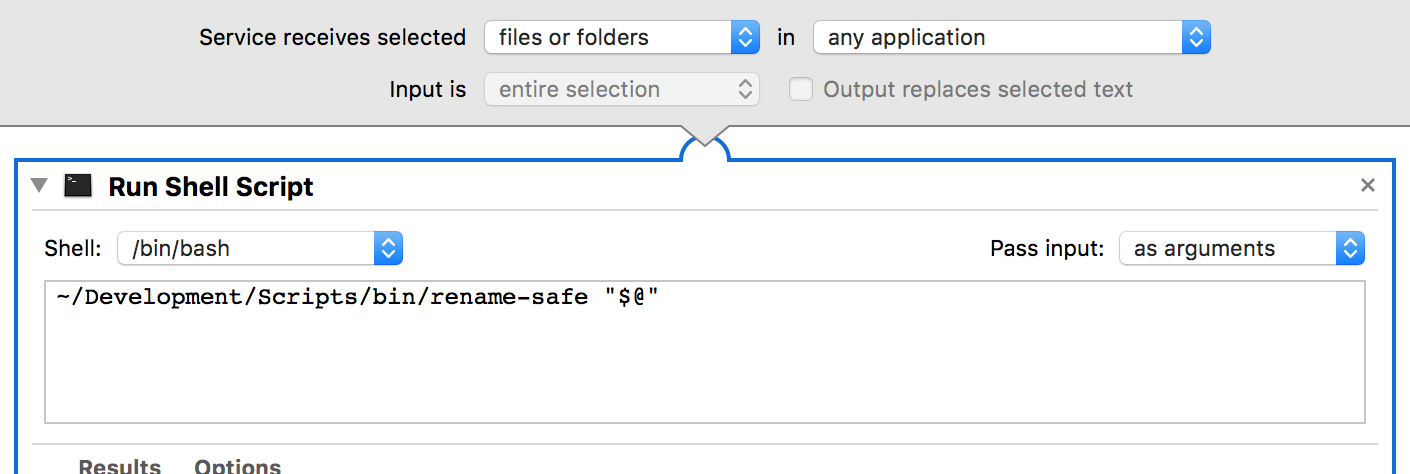 Service receives selected files or folders in any application
Input is entire selection Output replaces selected text
Run Shell Script
Shell: /bin/bash Pass input: as arguments
~/Development/Scripts/bin/rename-safe "$@"
Results Options